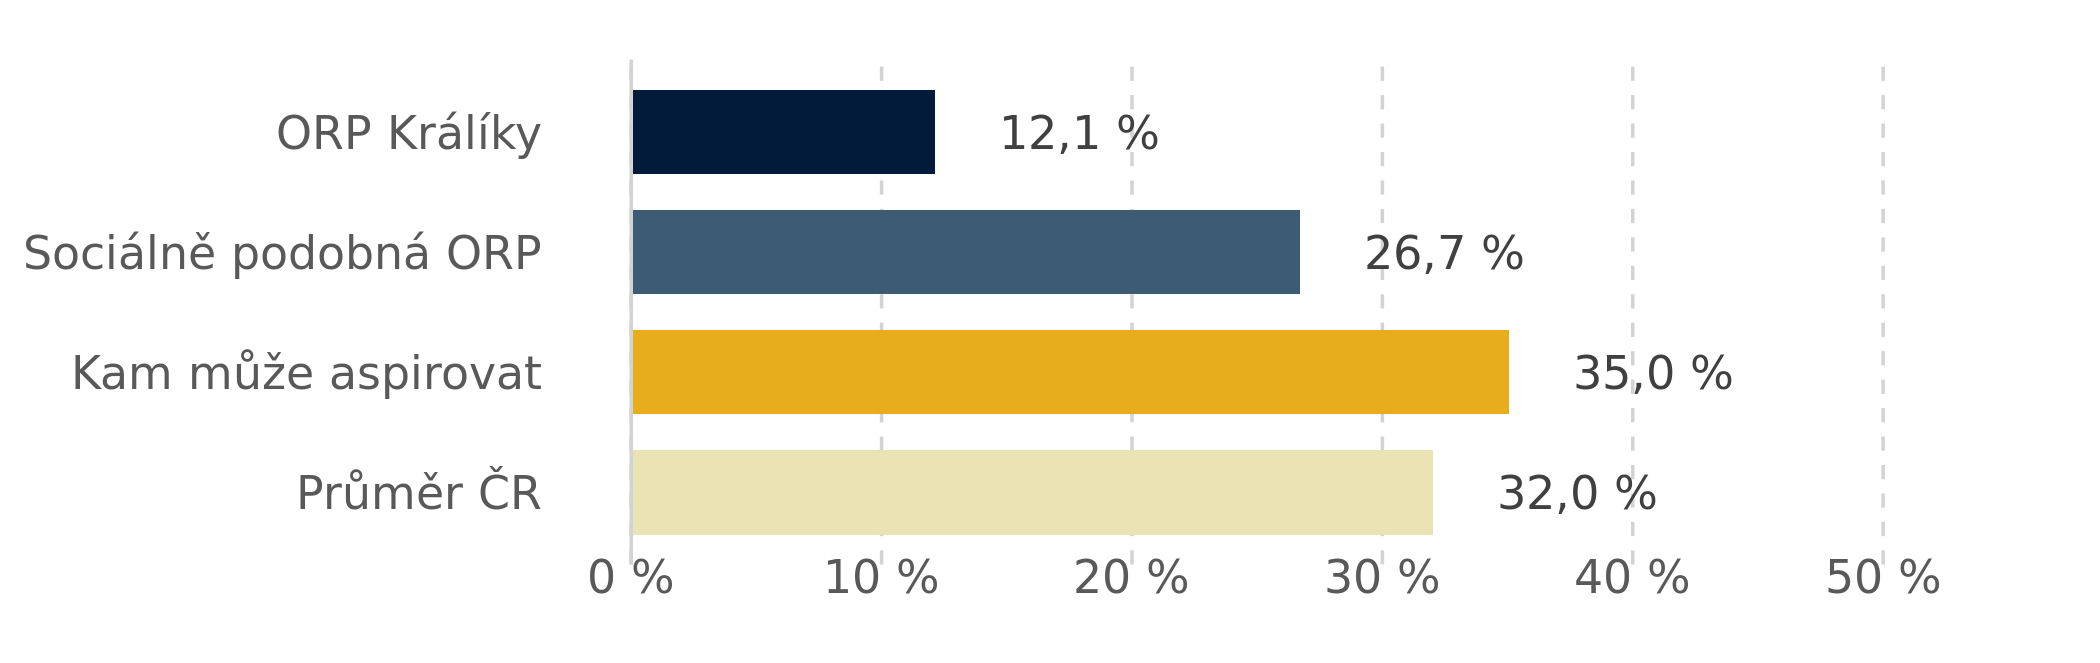 ORP Králíky 12,1 %
Sociálně podobná ORP 26,7 %
Kam může aspirovat 35,0 %
Průměr ČR 32,0 %
0 % 10 % 20 % 30 % 40 % 50 %